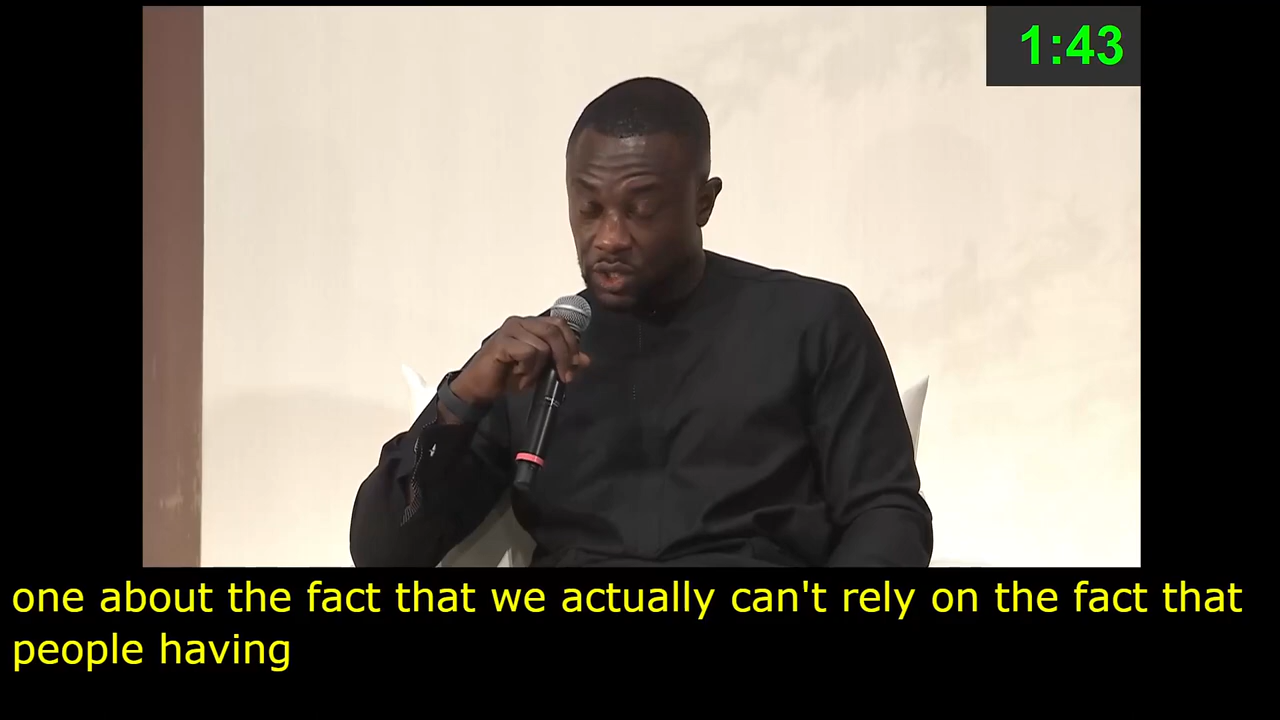 1:43
one about the fact that we actually can't rely on the fact that
people having